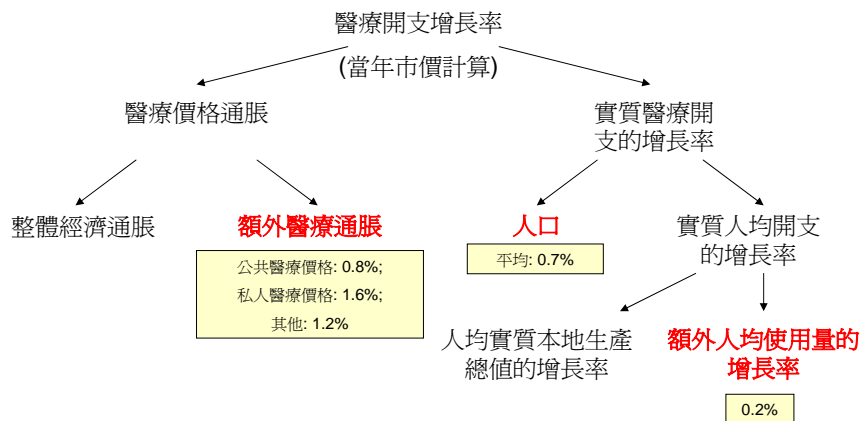 醫療開支增長率
(當年市價計算)
醫療價格通脹
實質醫療開
支的增長率
整體經濟通脹
額外醫療通脹
人口
實質人均開支
的增長率
公共醫療價格: 0.8%;
私人醫療價格: 1.6%;
其他: 1.2%
平均: 0.7%
人均實質本地生產
總值的增長率
額外人均使用量的
增長率
0.2%